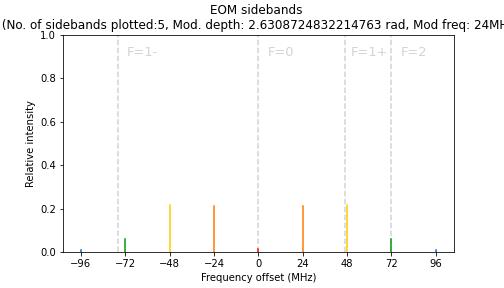 EOM sidebands
(No. of sidebands plotted:5, Mod. depth: 2.6308724832214763 rad, Mod freq: 24MH
1.0
F=1-
F=0
F=1+
F=2
0.8
0.6
0.4
0.2
0.0
Relative intensity
−96
−72
−48
−24
0
24
48
72
96
Frequency offset (MHz)